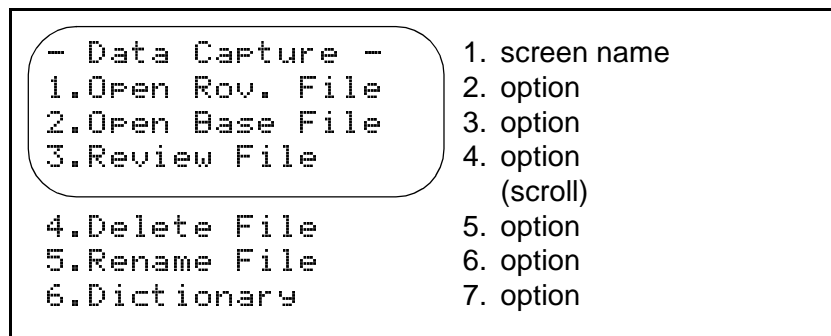 - Data Capture - 1. screen name
1.Open Rov. File 2. option
2.Open Base File 3. option
3.Review File 4. option
(scroll)
4.Delete File 5. option
5.Rename File 6. option
6.Dictionary 7. option